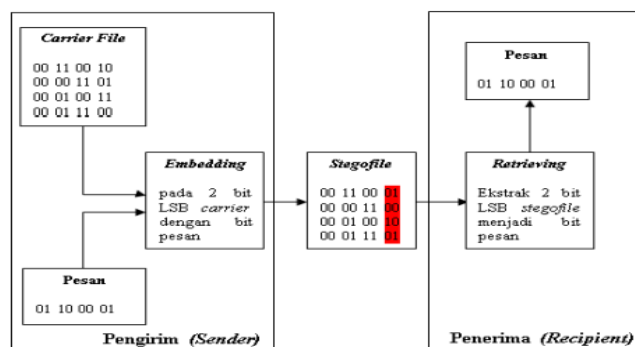 Carrier File
00 11 00 10
00 00 11 01
00 01 00 11
00 01 11 00
Embedding
pada 2 bit
LSB carrier
dengan bit
pesan
Pesan
01 10 00 01
Pengirim (Sender)
Stegofile
00 11 00 01
00 00 11 00
00 01 00 10
00 01 11 01
Pesan
01 10 00 01
Retrieving
Ekstrak 2 bit
LSB stegofile
menjadi bit
pesan
Penerima (Recipient)